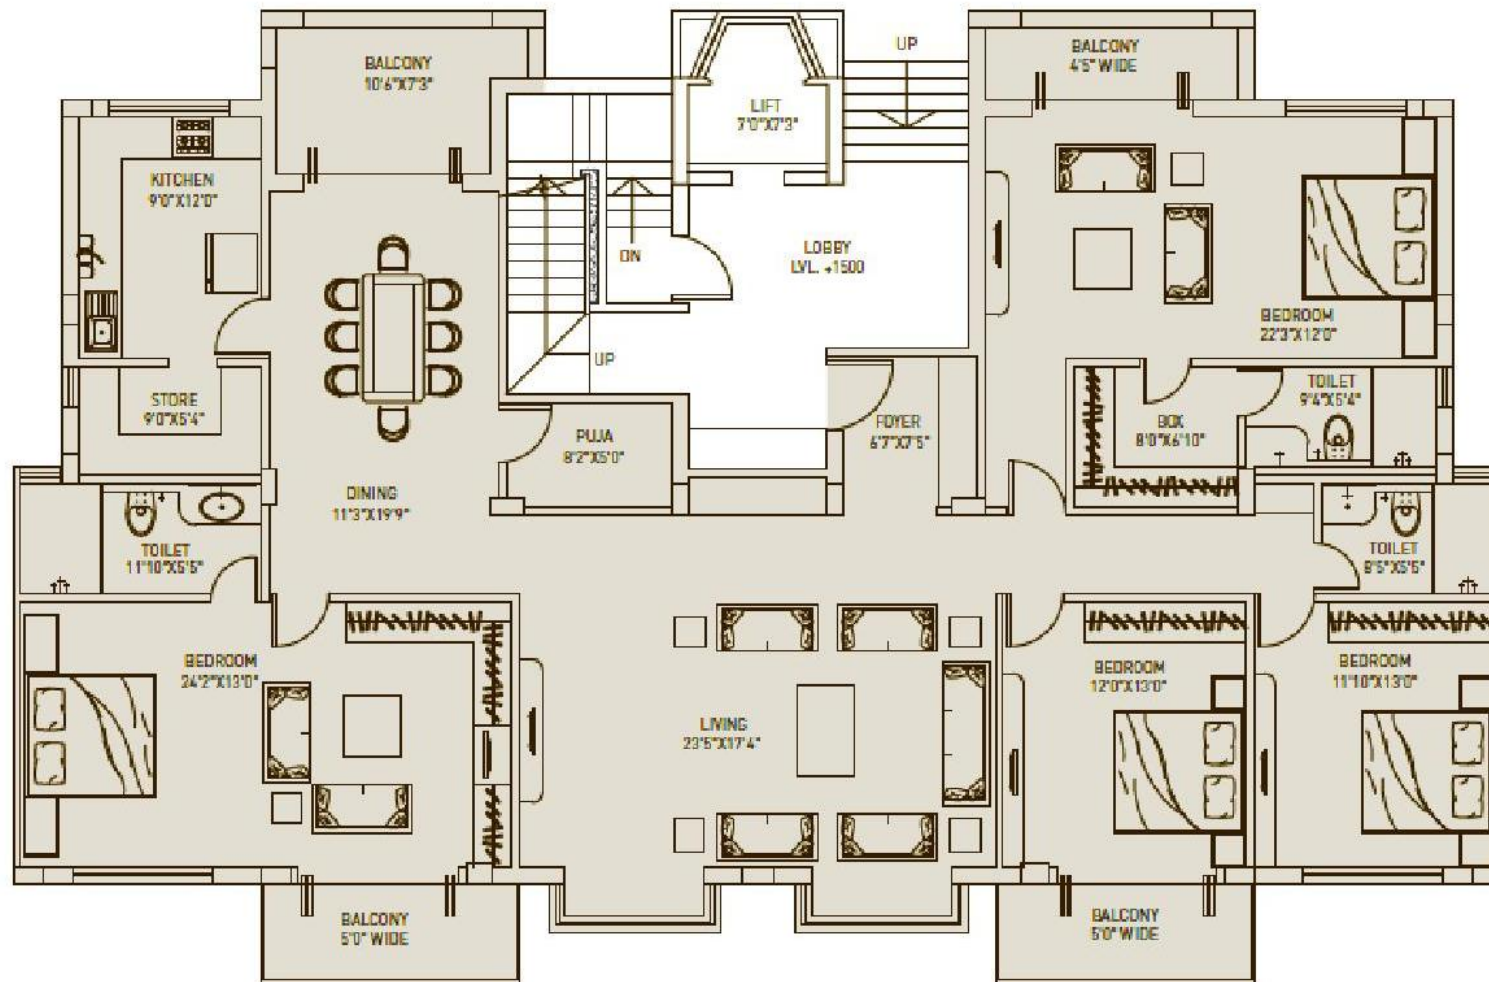 BALCONY
10'6"X7'3"
UP
BALCONY
4'5" WIDE
LIFT
7'0"X7'3"
KITCHEN
9'0"X12'0"
LOBBY
LVL. +1500
DN
BEDROOM
22'3"X12'0"
UP
STORE
9'0"X5'4"
TOILET
9'4"X5'4"
BOX
8'0"X6'10"
FOYER
6'7"X7'5"
PUJA
8'2"X5'0"
DINING
11'3"X19'9"
TOILET
11'10"X5'5"
TOILET
8'5"X5'5"
BEDROOM
24'2"X13'0"
BEDROOM
12'0"X13'0"
BEDROOM
11'10"X13'0"
LIVING
23'5"X17'4"
BALCONY
5'0" WIDE
BALCONY
5'0" WIDE